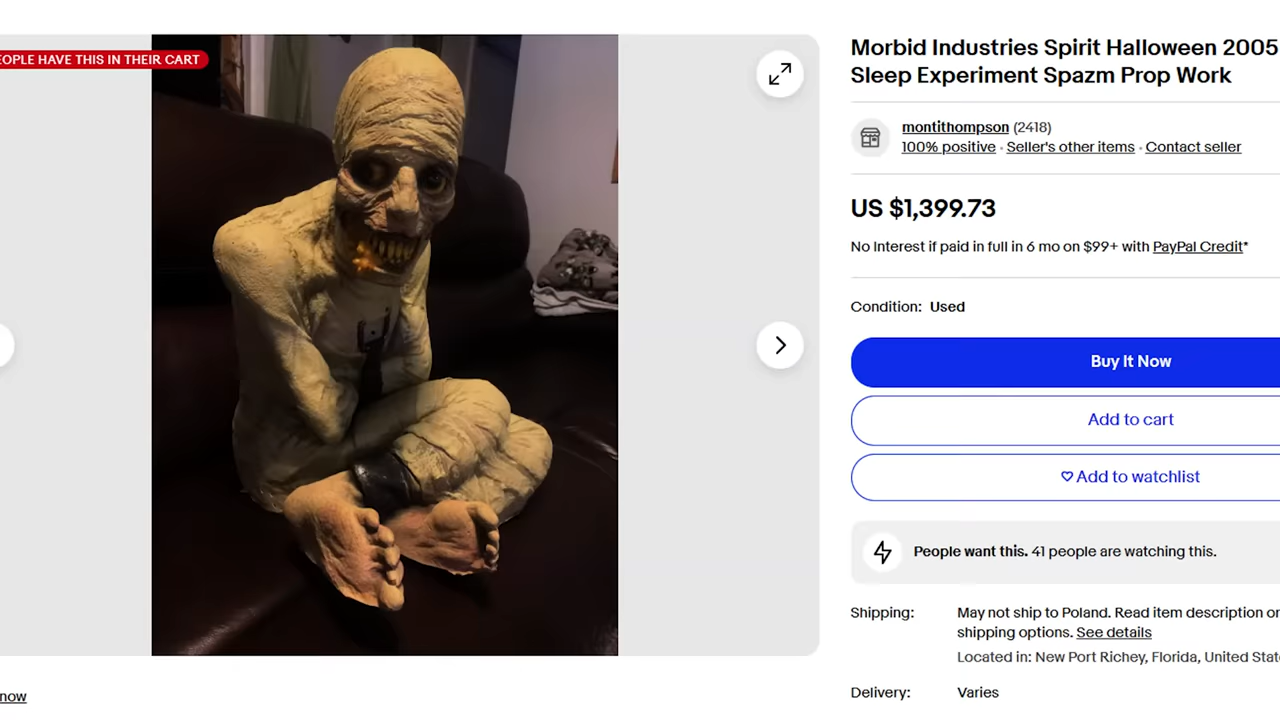 EOPLE HAVE THIS IN THEIR CART
Morbid Industries Spirit Halloween 2005
Sleep Experiment Spazm Prop Work
montithompson (2418)
100% positive · Seller's other items · Contact seller
US $1,399.73
No Interest if paid in full in 6 mo on $99+ with PayPal Credit*
Condition: Used
Buy It Now
Add to cart
Add to watchlist
People want this. 41 people are watching this.
Shipping: May not ship to Poland. Read item description or
shipping options. See details
Located in: New Port Richey, Florida, United State
Delivery: Varies
now